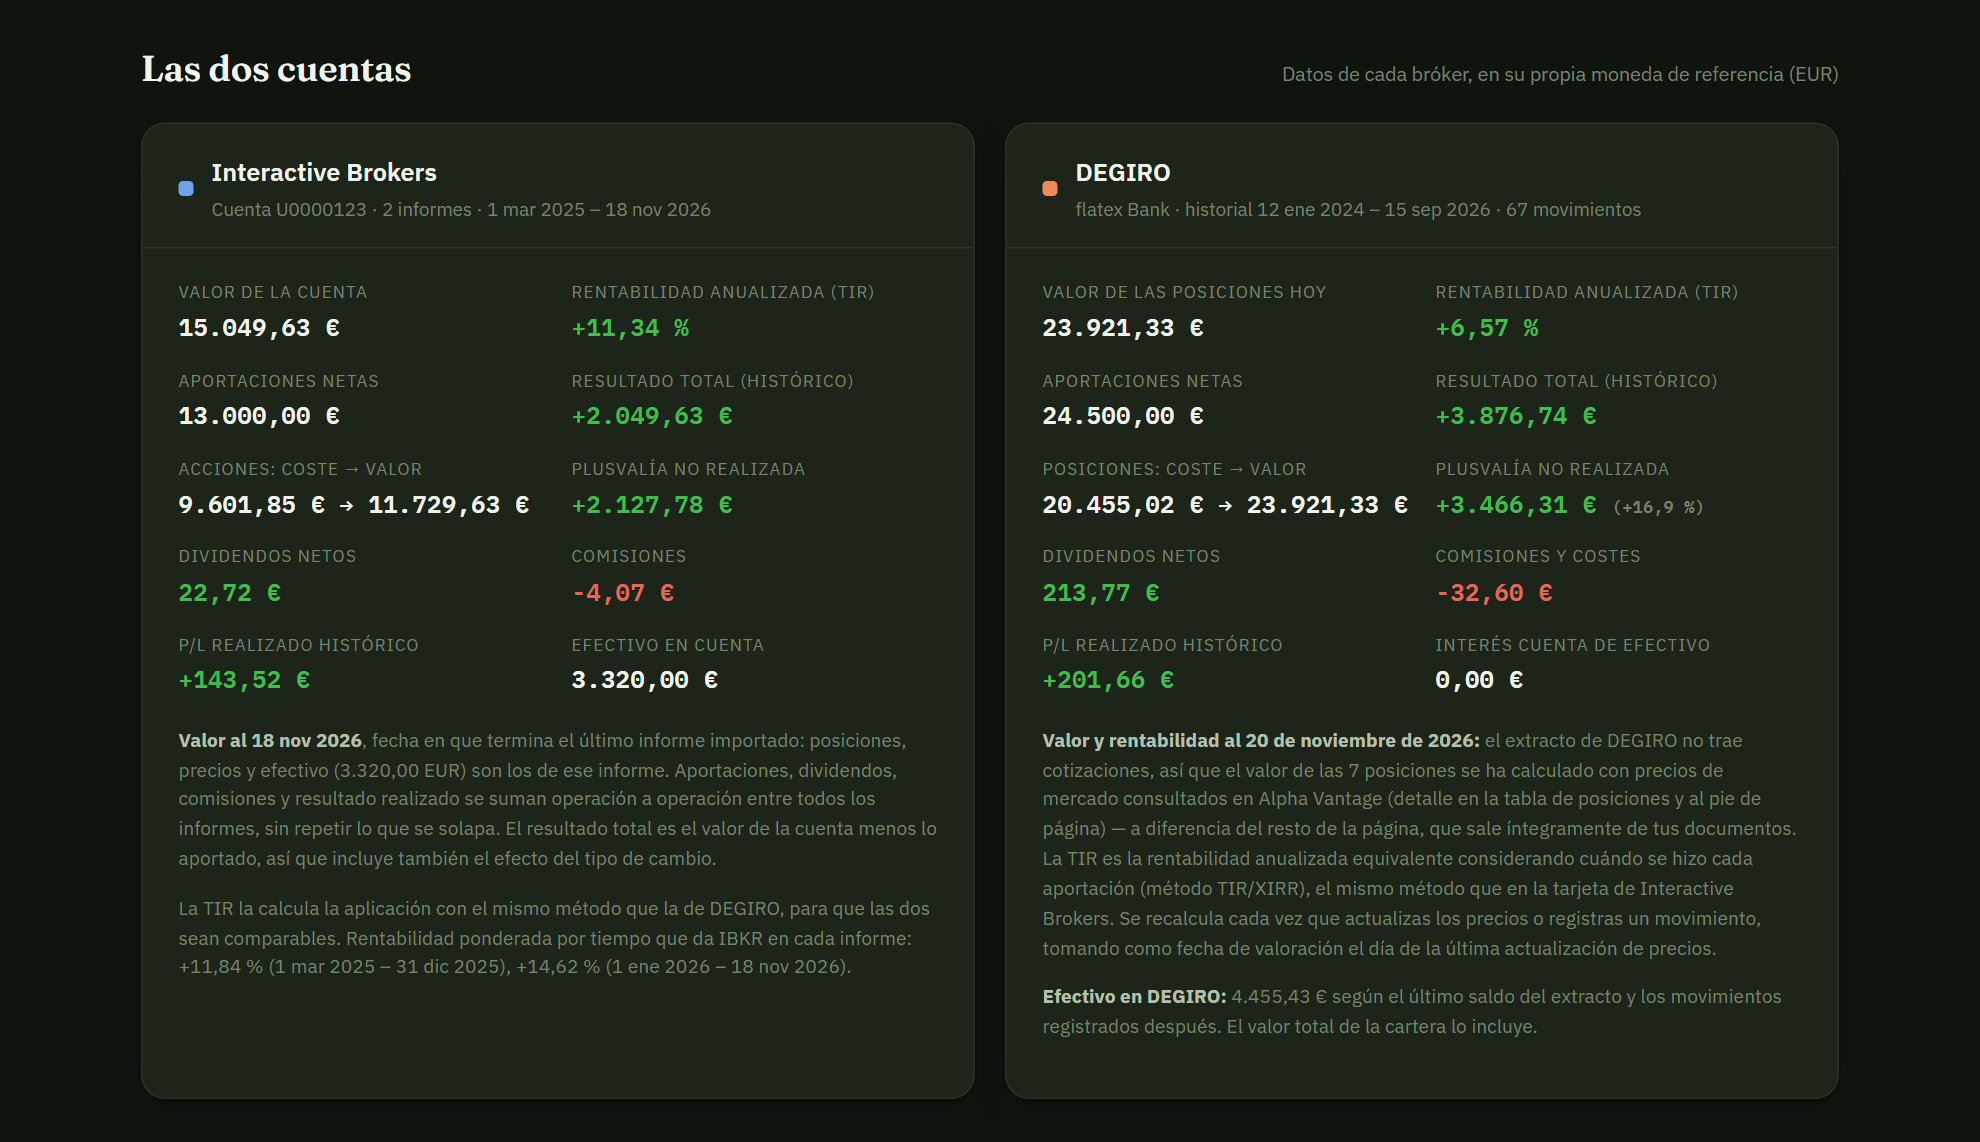 Las dos cuentas
Datos de cada bróker, en su propia moneda de referencia (EUR)
Interactive Brokers
Cuenta U0000123 · 2 informes · 1 mar 2025 – 18 nov 2026
VALOR DE LA CUENTA
15.049,63 €
RENTABILIDAD ANUALIZADA (TIR)
+11,34 %
APORTACIONES NETAS
13.000,00 €
RESULTADO TOTAL (HISTÓRICO)
+2.049,63 €
ACCIONES: COSTE → VALOR
9.601,85 € → 11.729,63 €
PLUSVALÍA NO REALIZADA
+2.127,78 €
DIVIDENDOS NETOS
22,72 €
COMISIONES
-4,07 €
P/L REALIZADO HISTÓRICO
+143,52 €
EFECTIVO EN CUENTA
3.320,00 €
Valor al 18 nov 2026, fecha en que termina el último informe importado: posiciones,
precios y efectivo (3.320,00 EUR) son los de ese informe. Aportaciones, dividendos,
comisiones y resultado realizado se suman operación a operación entre todos los
informes, sin repetir lo que se solapa. El resultado total es el valor de la cuenta menos lo
aportado, así que incluye también el efecto del tipo de cambio.
La TIR la calcula la aplicación con el mismo método que la de DEGIRO, para que las dos
sean comparables. Rentabilidad ponderada por tiempo que da IBKR en cada informe:
+11,84 % (1 mar 2025 – 31 dic 2025), +14,62 % (1 ene 2026 – 18 nov 2026).
DEGIRO
flatex Bank · historial 12 ene 2024 – 15 sep 2026 · 67 movimientos
VALOR DE LAS POSICIONES HOY
23.921,33 €
RENTABILIDAD ANUALIZADA (TIR)
+6,57 %
APORTACIONES NETAS
24.500,00 €
RESULTADO TOTAL (HISTÓRICO)
+3.876,74 €
POSICIONES: COSTE → VALOR
20.455,02 € → 23.921,33 €
PLUSVALÍA NO REALIZADA
+3.466,31 € (+16,9 %)
DIVIDENDOS NETOS
213,77 €
COMISIONES Y COSTES
-32,60 €
P/L REALIZADO HISTÓRICO
+201,66 €
INTERÉS CUENTA DE EFECTIVO
0,00 €
Valor y rentabilidad al 20 de noviembre de 2026: el extracto de DEGIRO no trae
cotizaciones, así que el valor de las 7 posiciones se ha calculado con precios de
mercado consultados en Alpha Vantage (detalle en la tabla de posiciones y al pie de
página) — a diferencia del resto de la página, que sale íntegramente de tus documentos.
La TIR es la rentabilidad anualizada equivalente considerando cuándo se hizo cada
aportación (método TIR/XIRR), el mismo método que en la tarjeta de Interactive
Brokers. Se recalcula cada vez que actualizas los precios o registras un movimiento,
tomando como fecha de valoración el día de la última actualización de precios.
Efectivo en DEGIRO: 4.455,43 € según el último saldo del extracto y los movimientos
registrados después. El valor total de la cartera lo incluye.